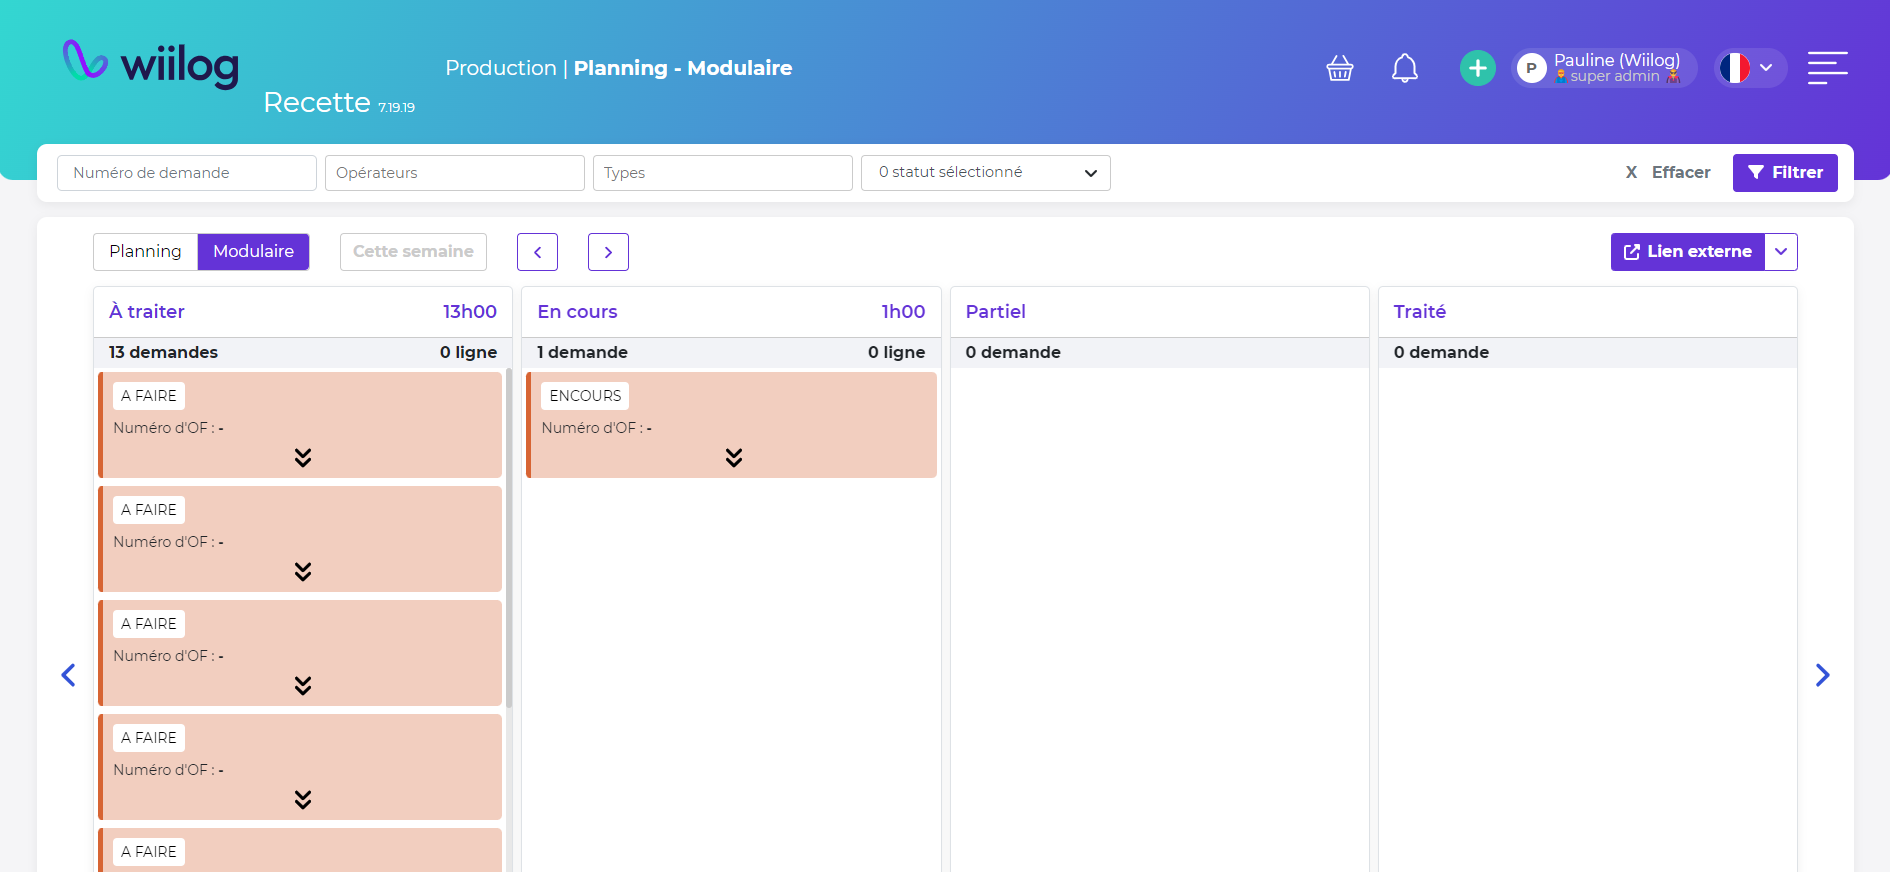 wiilog
Recette 7.19.19
Production | Planning - Modulaire
P
Pauline (Wiilog)
super admin
Numéro de demande
Opérateurs
Types
0 statut sélectionné
X Effacer
Filtrer
Planning
Modulaire
Cette semaine
Lien externe
À traiter 13h00
13 demandes 0 ligne
A FAIRE
Numéro d'OF : -
A FAIRE
Numéro d'OF : -
A FAIRE
Numéro d'OF : -
A FAIRE
Numéro d'OF : -
A FAIRE
En cours 1h00
1 demande 0 ligne
ENCOURS
Numéro d'OF : -
Partiel
0 demande
Traité
0 demande